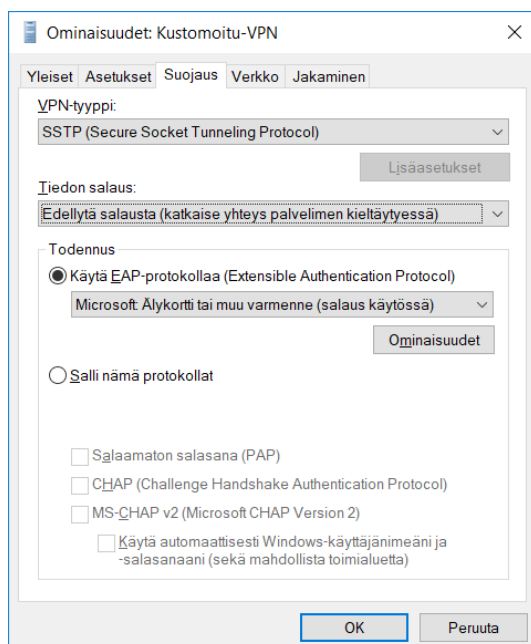 Ominaisuudet: Kustomoitu-VPN
Yleiset Asetukset Suojaus Verkko Jakaminen
VPN-tyyppi:
SSTP (Secure Socket Tunneling Protocol)
Lisäasetukset
Tiedon salaus:
Edellytä salausta (katkaise yhteys palvelimen kieltäytyessä)
Todennus
Käytä EAP-protokollaa (Extensible Authentication Protocol)
Microsoft: Älykortti tai muu varmenne (salaus käytössä)
Ominaisuudet
Salli nämä protokollat
Salaamaton salasana (PAP)
CHAP (Challenge Handshake Authentication Protocol)
MS-CHAP v2 (Microsoft CHAP Version 2)
Käytä automaattisesti Windows-käyttäjänimeäni ja
-salasanaani (sekä mahdollista toimialuetta)
OK Peruuta